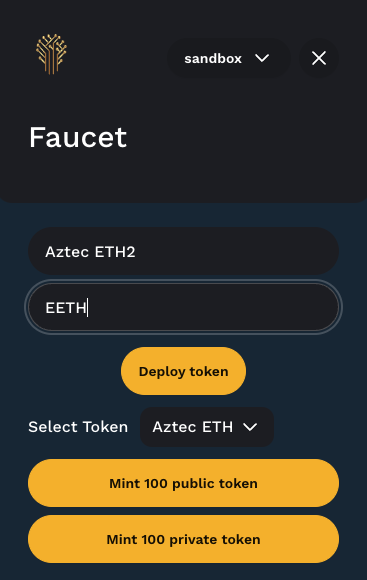 sandbox
Faucet
Aztec ETH2
EETH
Deploy token
Select Token Aztec ETH
Mint 100 public token
Mint 100 private token